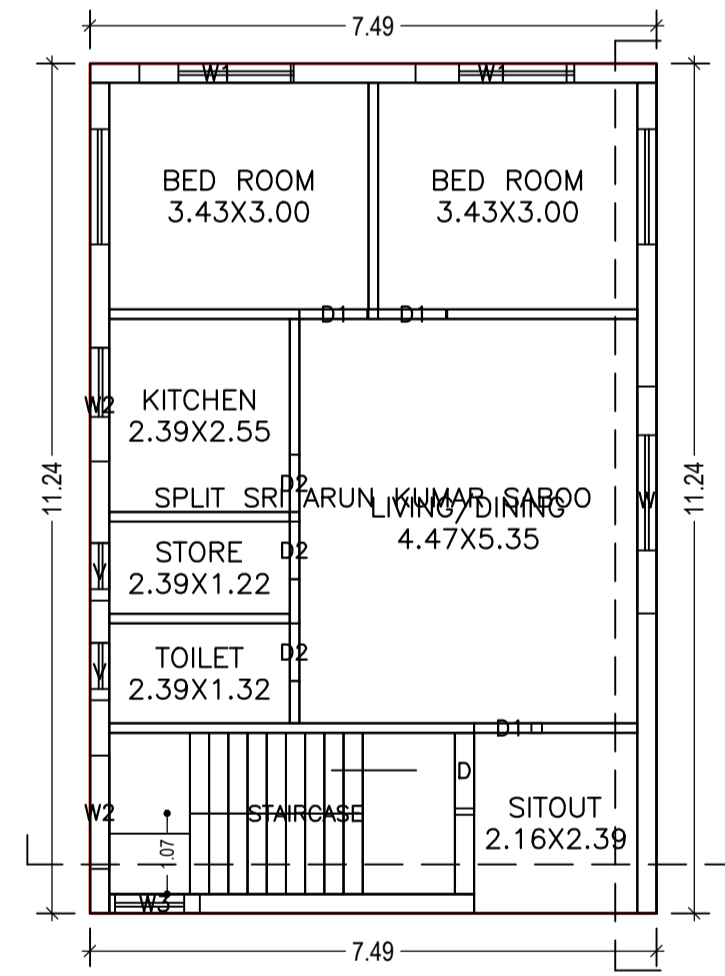 7.49
W1
W1
BED ROOM
3.43X3.00
BED ROOM
3.43X3.00
D1
D1
11.24
11.24
W2
KITCHEN
2.39X2.55
D2
SPLIT SRI ARUN KUMAR SABOO
LIVING/DINING
4.47X5.35
W
STORE
2.39X1.22
D2
V
TOILET
2.39X1.32
D2
V
D1
D
STAIRCASE
SITOUT
2.16X2.39
W2
1.07
W3
7.49